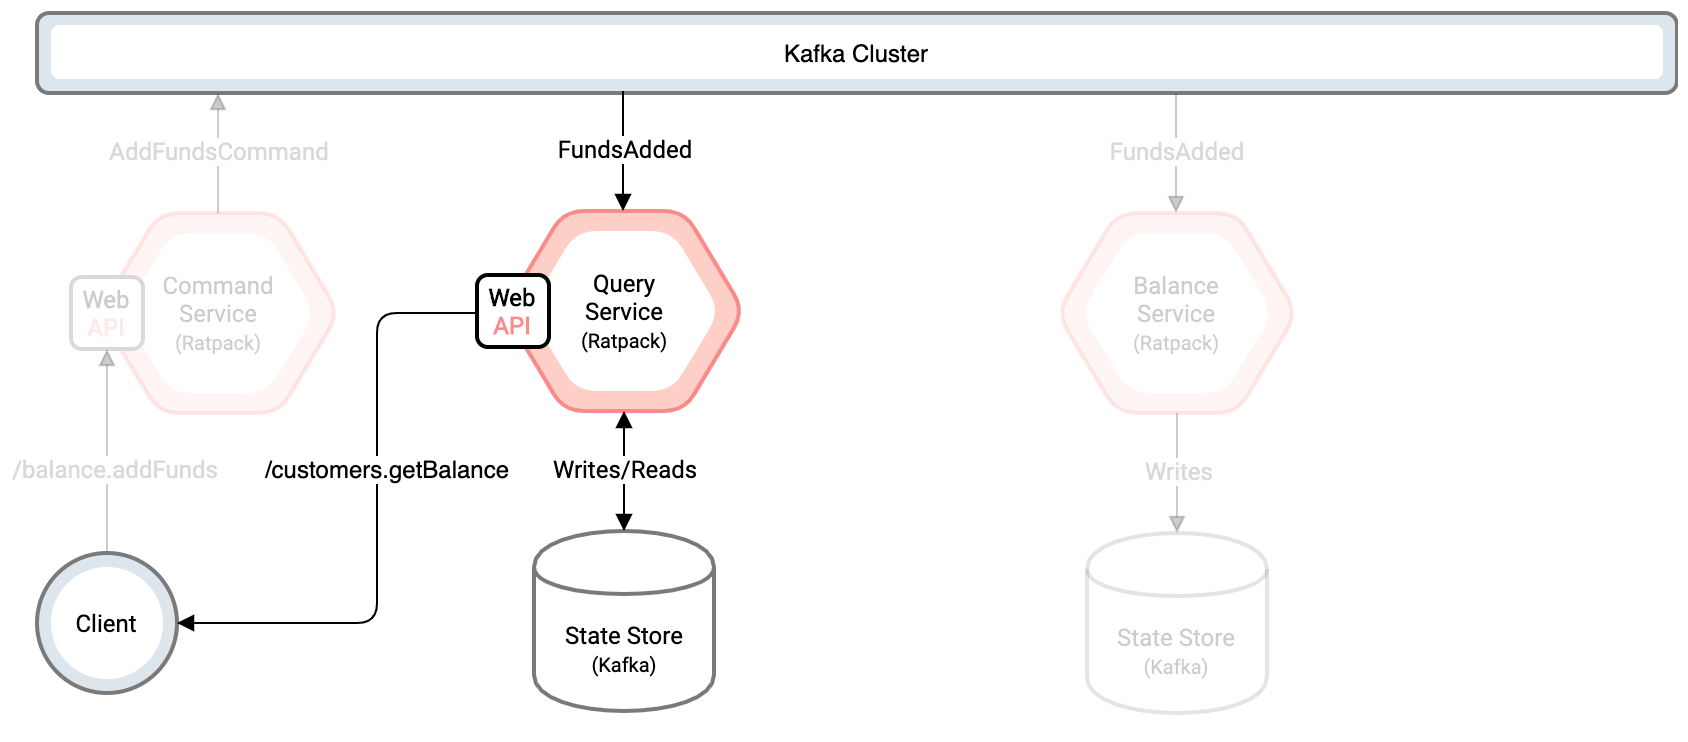 Kafka Cluster
AddFundsCommand
FundsAdded
FundsAdded
Web
API
Command
Service
(Ratpack)
Web
API
Query
Service
(Ratpack)
Balance
Service
(Ratpack)
/balance.addFunds
/customers.getBalance
Writes/Reads
Writes
Client
State Store
(Kafka)
State Store
(Kafka)